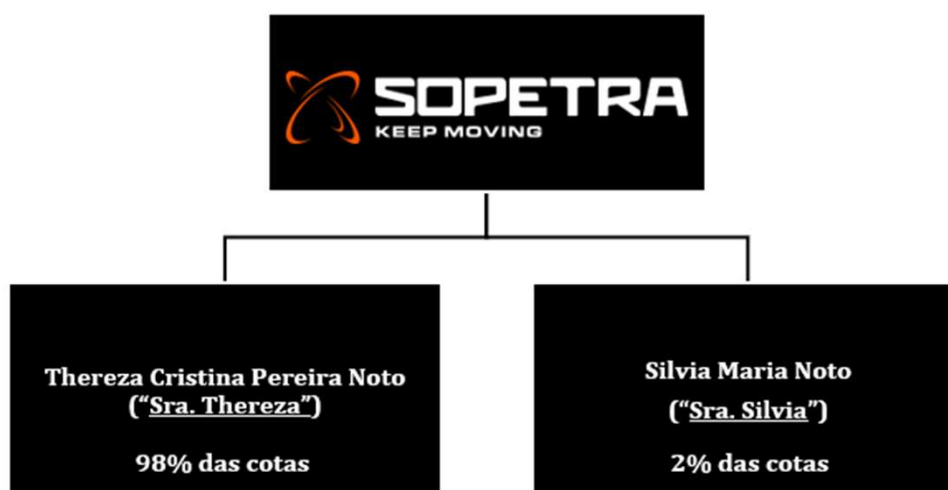 SOPETRA
KEEP MOVING
Thereza Cristina Pereira Noto
(“Sra. Thereza”)
98% das cotas
Silvia Maria Noto
(“Sra. Silvia”)
2% das cotas